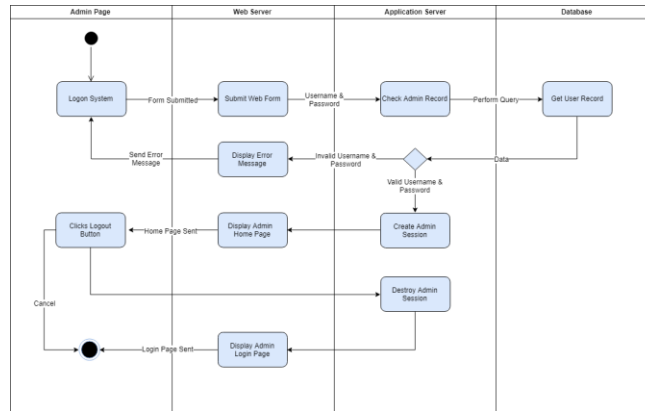 Admin Page
Web Server
Application Server
Database
Logon System
Form Submitted
Submit Web Form
Username &
Password
Check Admin Record
Perform Query
Get User Record
Send Error
Message
Display Error
Message
Invalid Username &
Password
Data
Valid Username &
Password
Clicks Logout
Button
Home Page Sent
Display Admin
Home Page
Create Admin
Session
Destroy Admin
Session
Cancel
Login Page Sent
Display Admin
Login Page